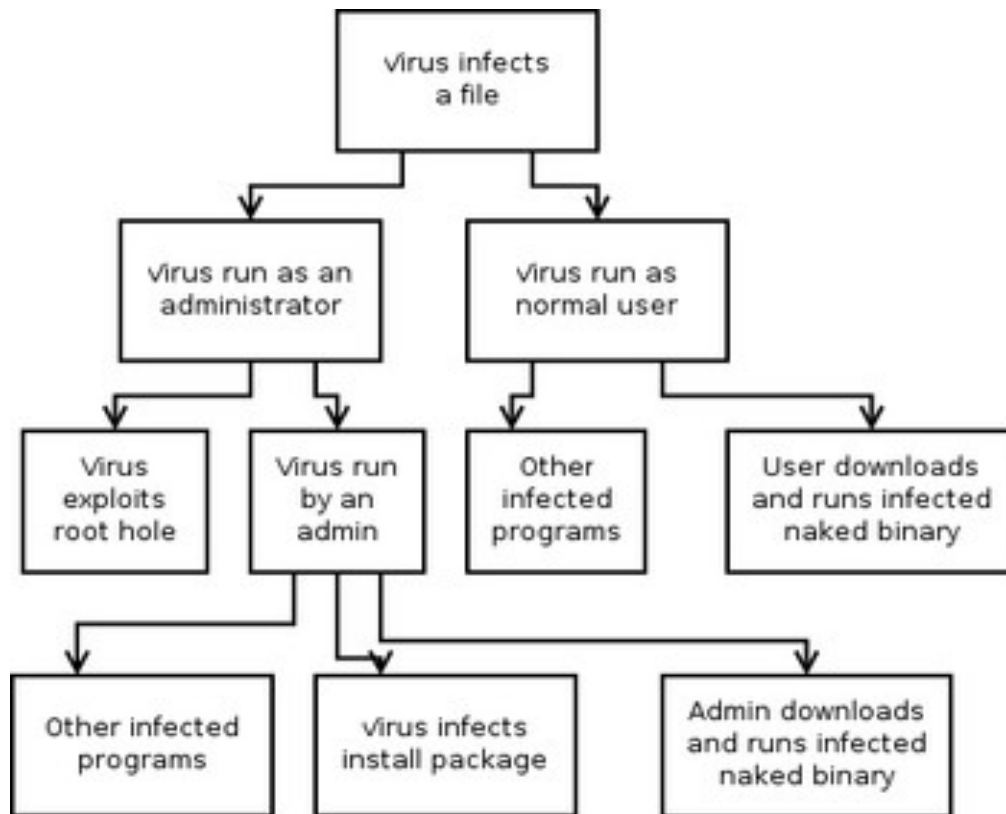 Virus infects
a file
Virus run as an
administrator
Virus run as
normal user
Virus
exploits
root hole
Virus run
by an
admin
Other
infected
programs
User downloads
and runs infected
naked binary
Other infected
programs
Virus infects
install package
Admin downloads
and runs infected
naked binary